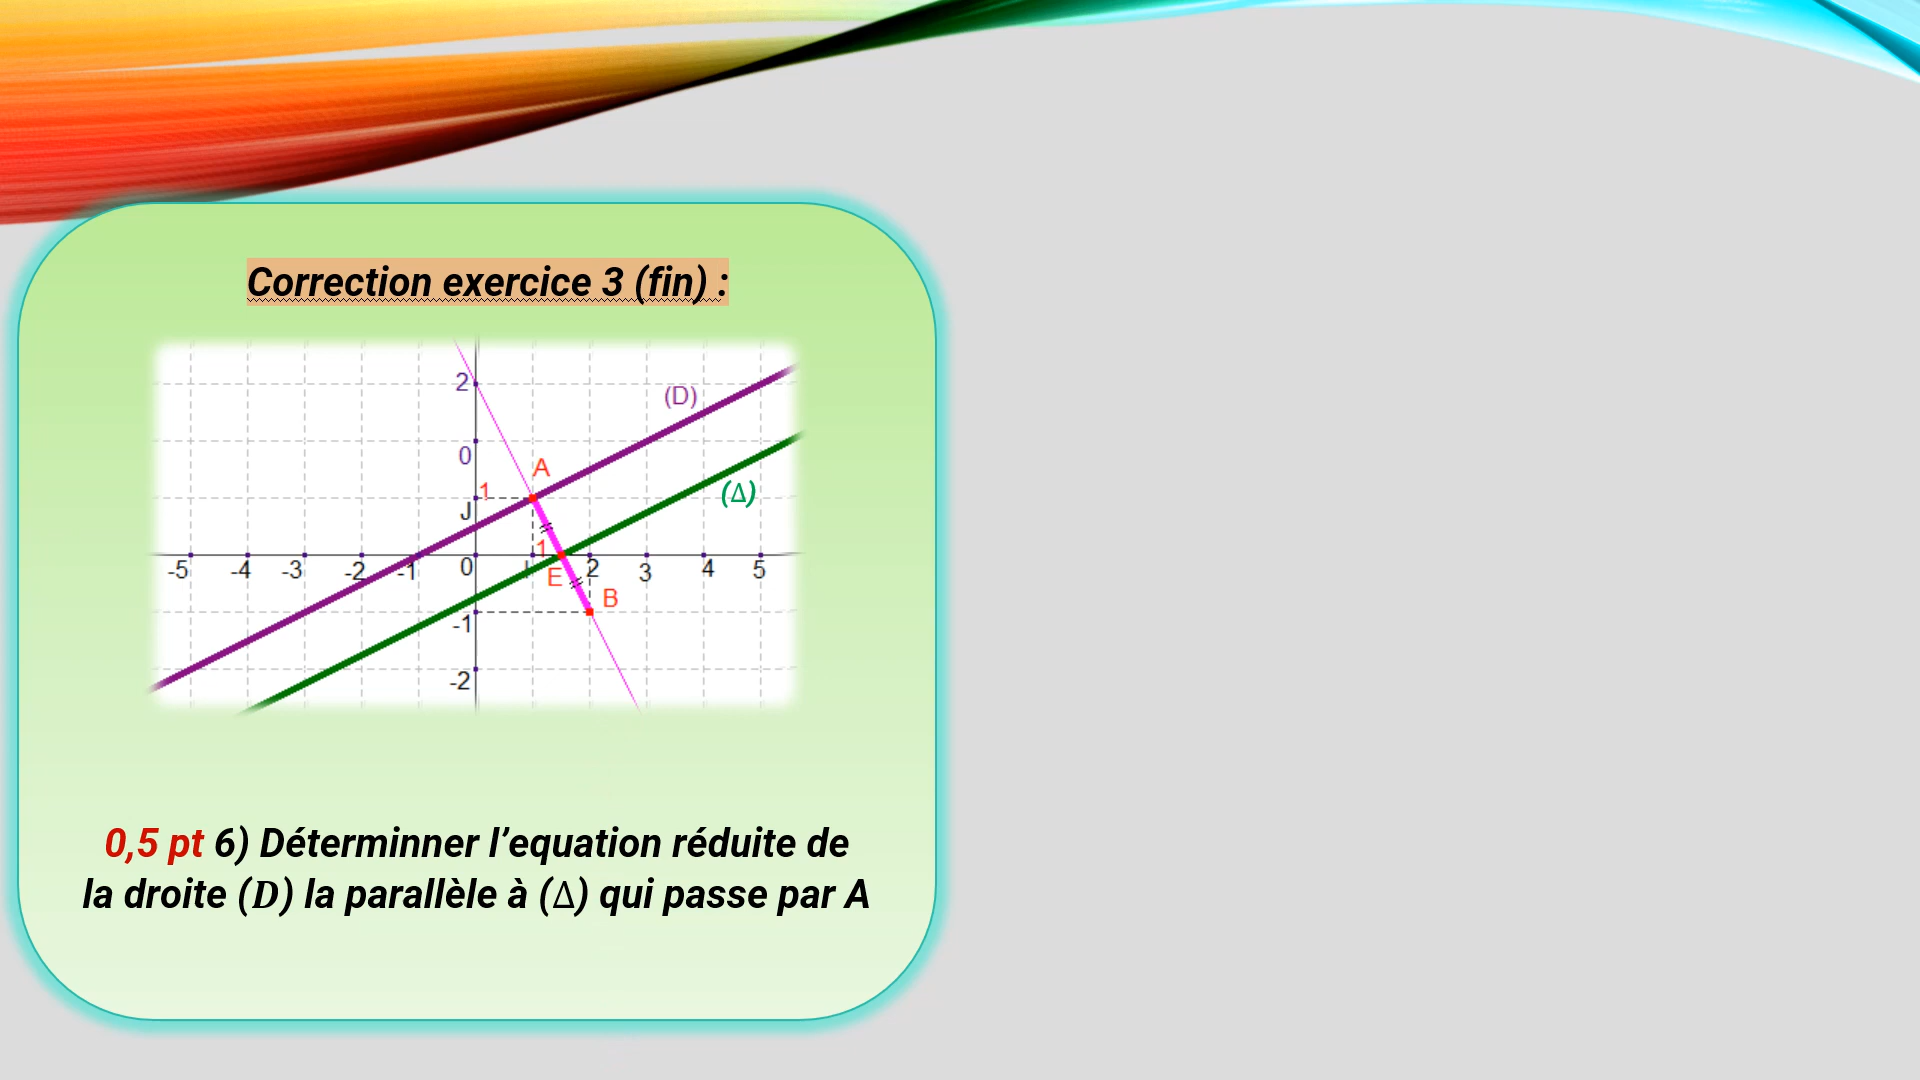 Correction exercice 3 (fin) :
2
(D)
0
A
1
(Δ)
J
1
-5 -4 -3 -2 -1 0 I 2 3 4 5
E
B
-1
-2
0,5 pt 6) Déterminner l’equation réduite de
la droite (D) la parallèle à (Δ) qui passe par A